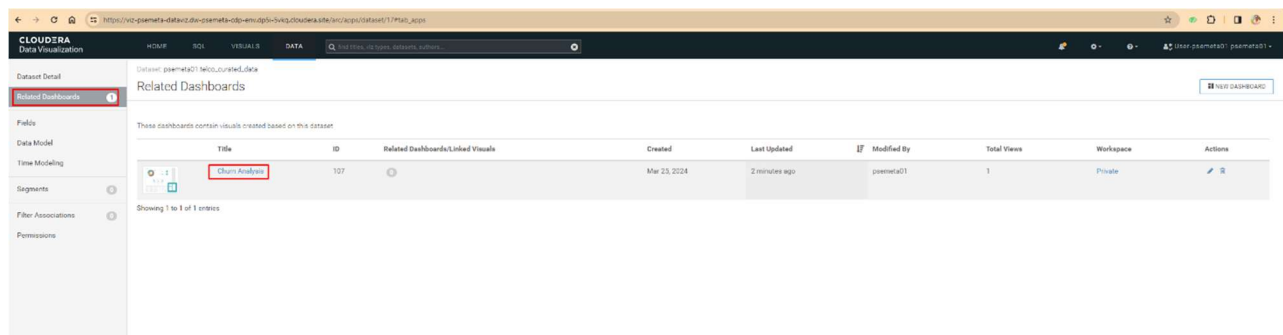 https://viz-psemeta-dataviz.dw-psemeta-cdp-env.dp5i-5vkq.cloudera.site/arc/apps/dataset/17#tab_apps
CLOUDERA
Data Visualization
HOME SQL VISUALS DATA
Find titles, viz types, datasets, authors...
User-psemeta01 psemeta01
Dataset Detail
Related Dashboards 1
Fields
Data Model
Time Modeling
Segments 0
Filter Associations 0
Permissions
Dataset: psemeta01 telco_curated_data
Related Dashboards
NEW DASHBOARD
These dashboards contain visuals created based on this dataset
Title ID Related Dashboards/Linked Visuals Created Last Updated Modified By Total Views Workspace Actions
Churn Analysis 107 0 Mar 23, 2024 2 minutes ago psemeta01 1 Private
Showing 1 to 1 of 1 entries